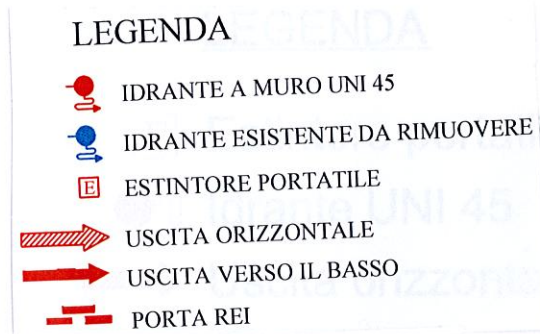 LEGENDA
IDRANTE A MURO UNI 45
IDRANTE ESISTENTE DA RIMUOVERE
E ESTINTORE PORTATILE
USCITA ORIZZONTALE
USCITA VERSO IL BASSO
PORTA REI